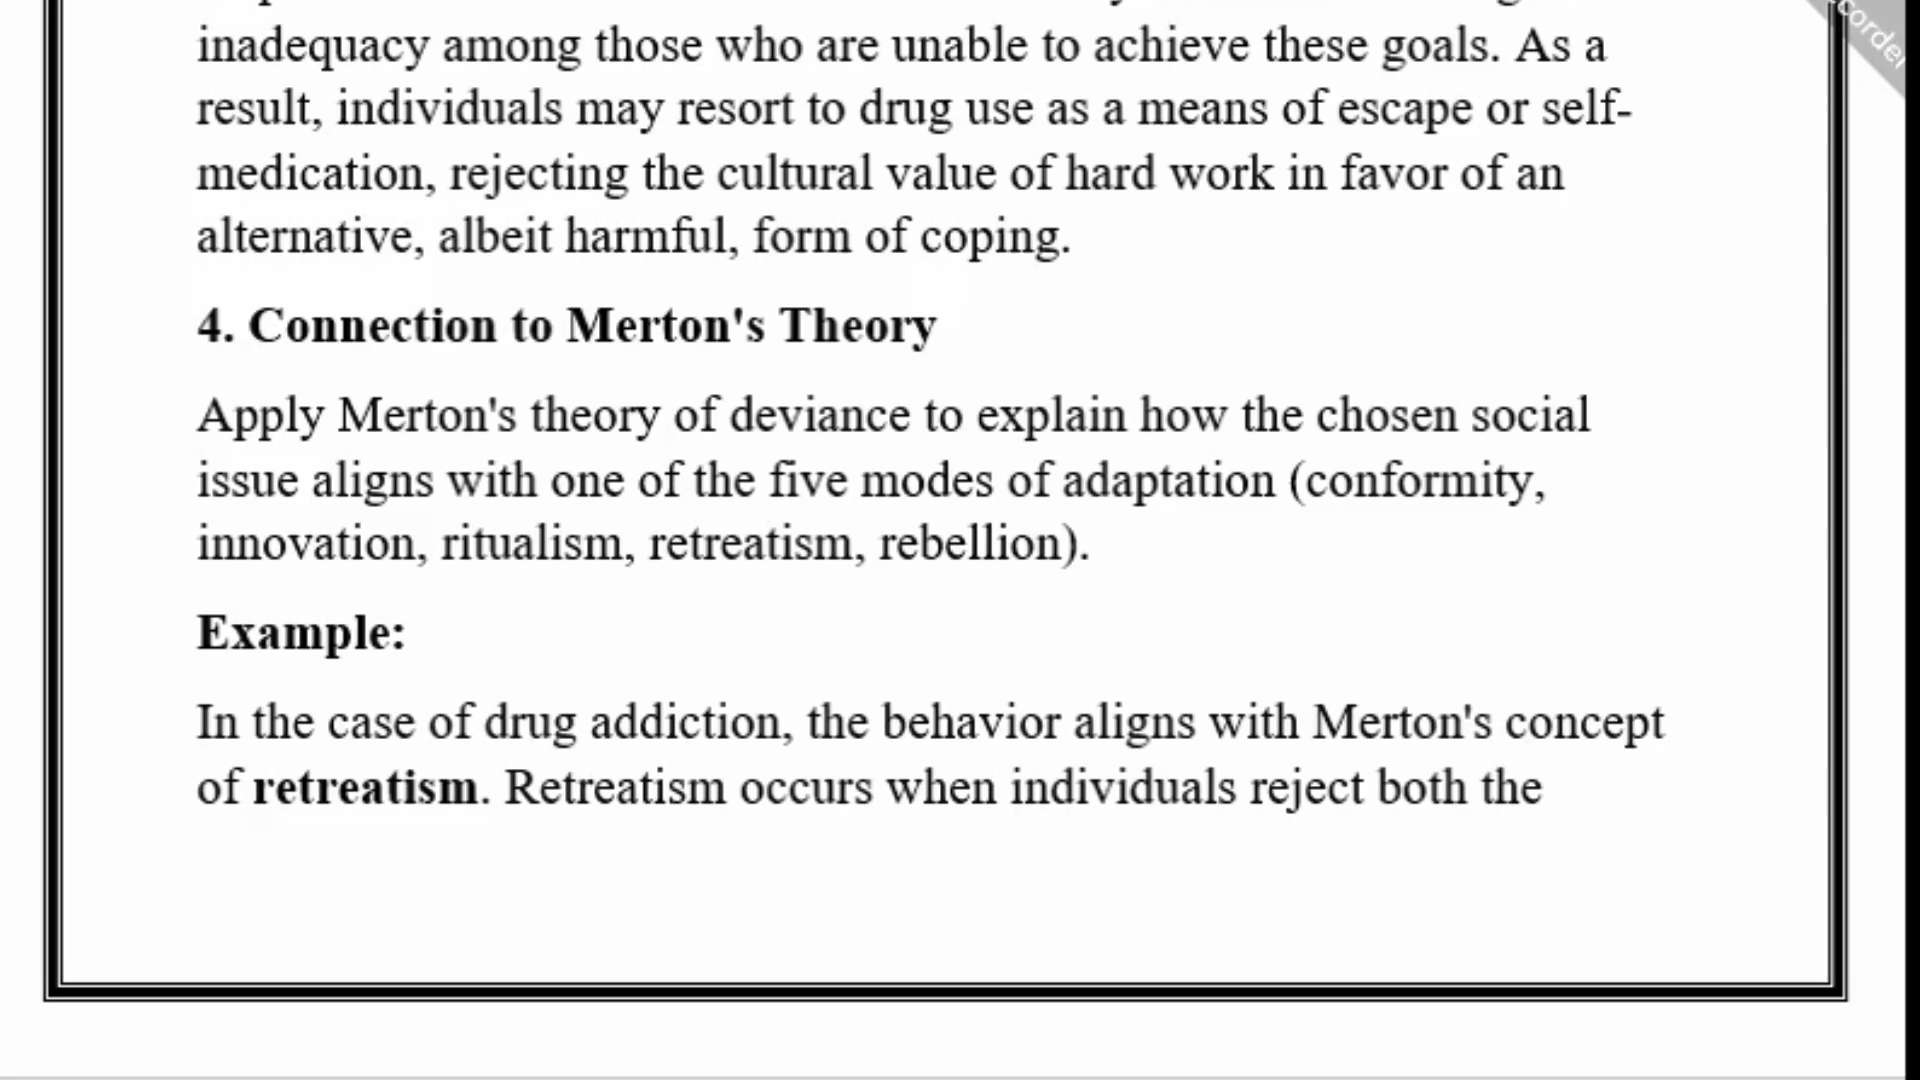 inadequacy among those who are unable to achieve these goals. As a
result, individuals may resort to drug use as a means of escape or self-
medication, rejecting the cultural value of hard work in favor of an
alternative, albeit harmful, form of coping.
4. Connection to Merton's Theory
Apply Merton's theory of deviance to explain how the chosen social
issue aligns with one of the five modes of adaptation (conformity,
innovation, ritualism, retreatism, rebellion).
Example:
In the case of drug addiction, the behavior aligns with Merton's concept
of retreatism. Retreatism occurs when individuals reject both the